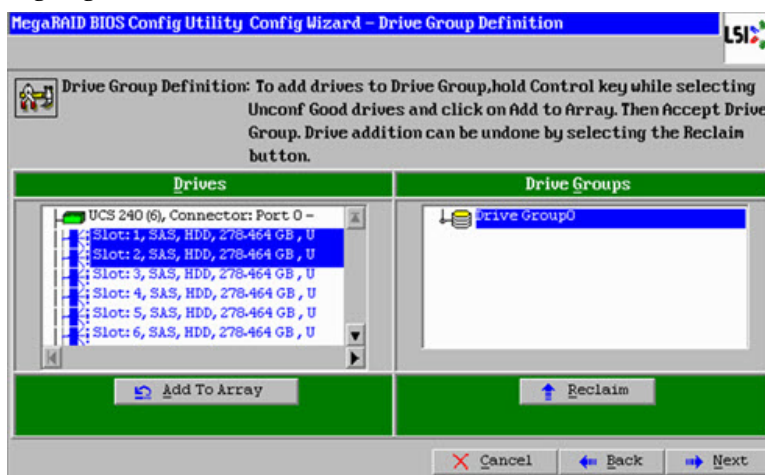 MegaRAID BIOS Config Utility Config Wizard - Drive Group Definition
LSI
Drive Group Definition: To add drives to Drive Group,hold Control key while selecting
Unconf Good drives and click on Add to Array. Then Accept Drive
Group. Drive addition can be undone by selecting the Reclaim
button.
Drives
Drive Groups
UCS 240 (6), Connector: Port 0 -
Slot: 1, SAS, HDD, 278.464 GB , U
Slot: 2, SAS, HDD, 278.464 GB , U
Slot: 3, SAS, HDD, 278.464 GB , U
Slot: 4, SAS, HDD, 278.464 GB , U
Slot: 5, SAS, HDD, 278.464 GB , U
Slot: 6, SAS, HDD, 278.464 GB , U
Drive Group0
Add To Array
Reclaim
Cancel
Back
Next